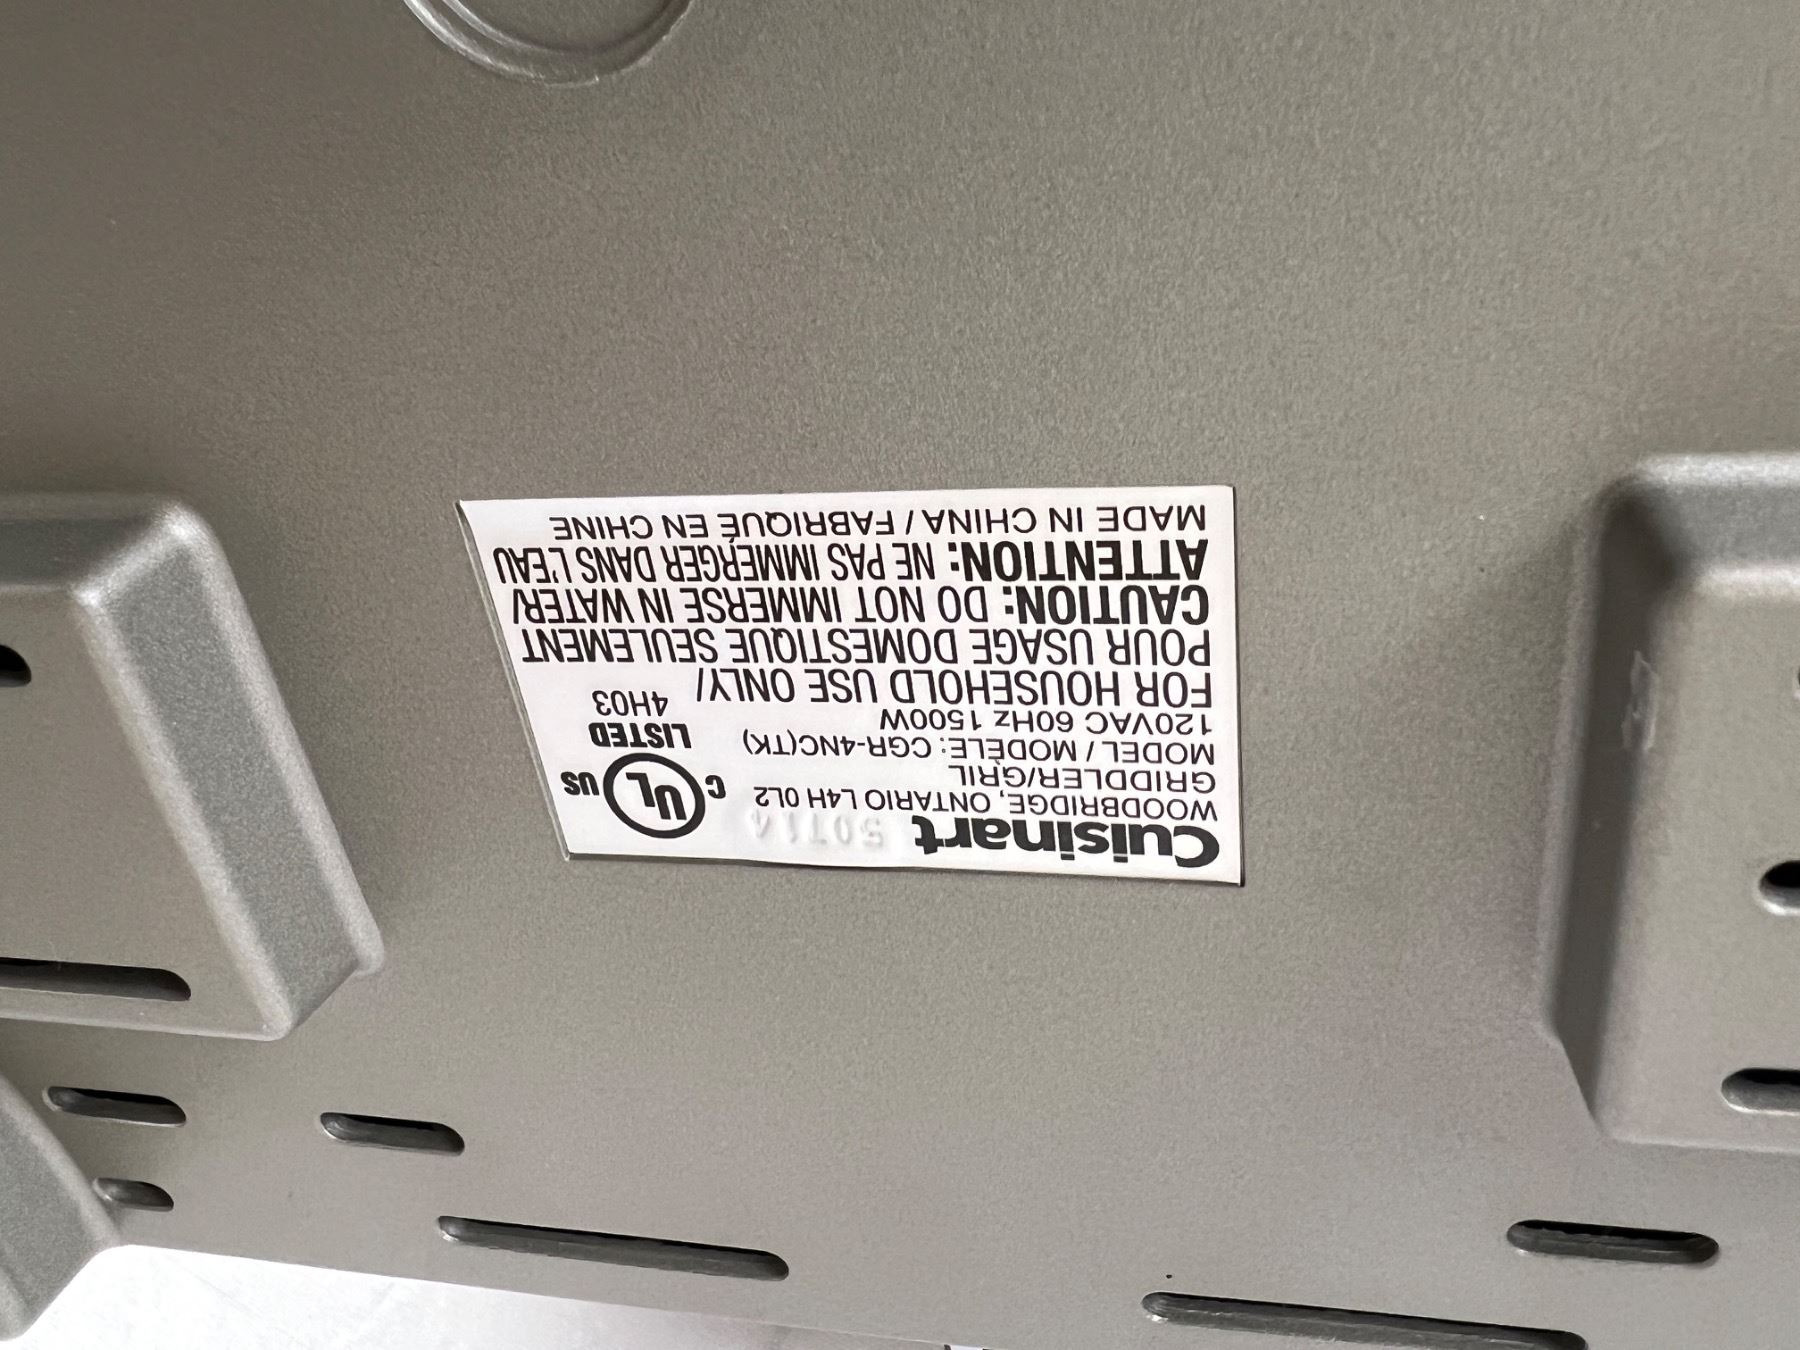 Cuisinart
WOODBRIDGE, ONTARIO L4H 0L2
GRIDDLER/GRIL
MODEL / MODÈLE: CGR-4NC(TK)
120VAC 60Hz 1500W
C UL US
LISTED
4H03
FOR HOUSEHOLD USE ONLY/
POUR USAGE DOMESTIQUE SEULEMENT
CAUTION: DO NOT IMMERSE IN WATER/
ATTENTION: NE PAS IMMERGER DANS L'EAU
MADE IN CHINA / FABRIQUÉ EN CHINE